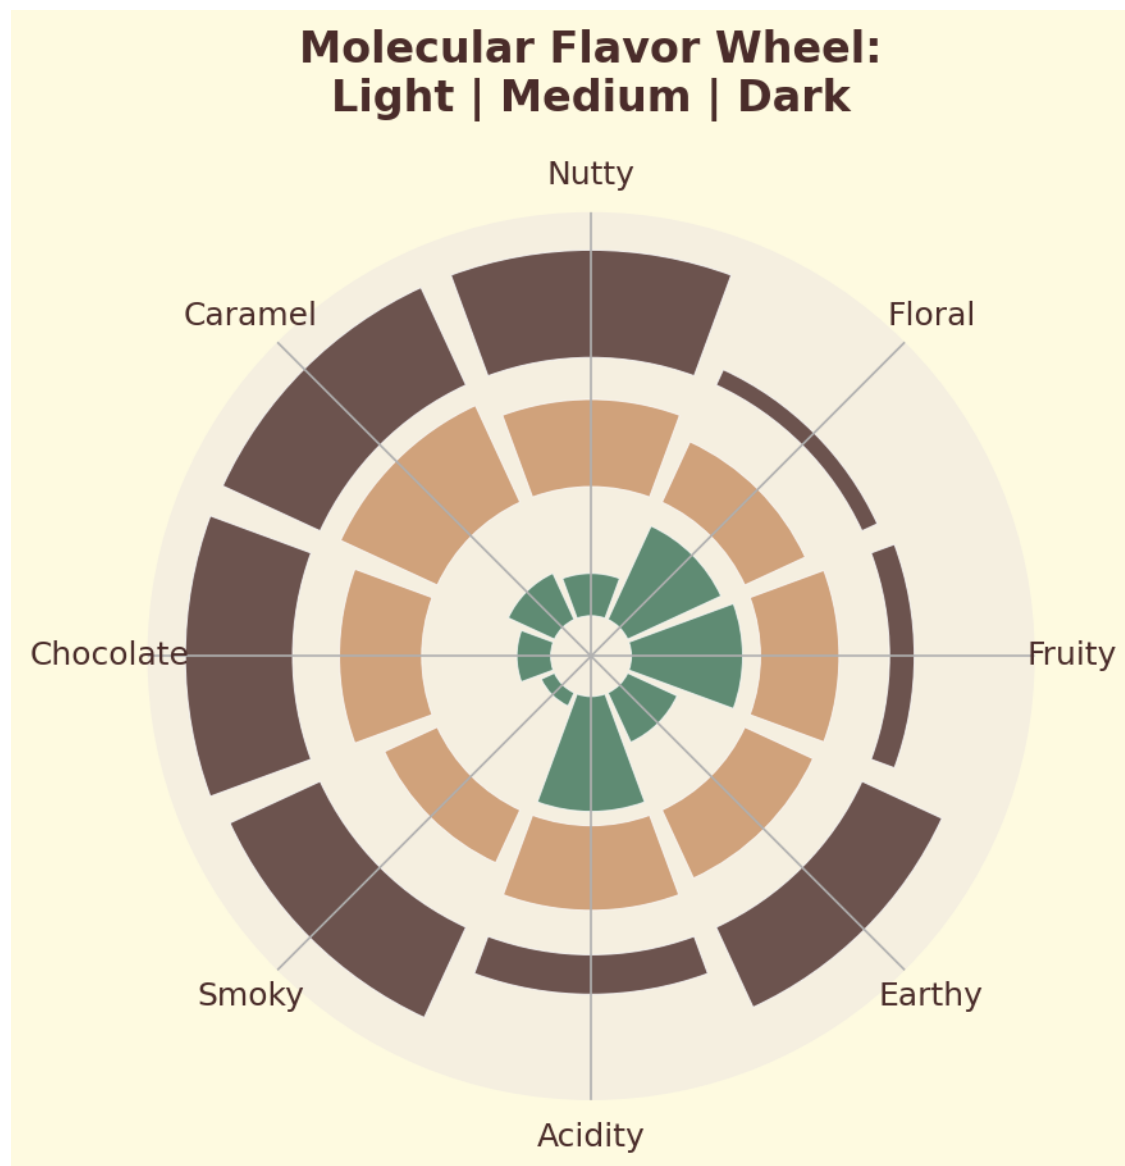 Molecular Flavor Wheel:
Light | Medium | Dark
Nutty
Caramel
Floral
Chocolate
Fruity
Smoky
Earthy
Acidity